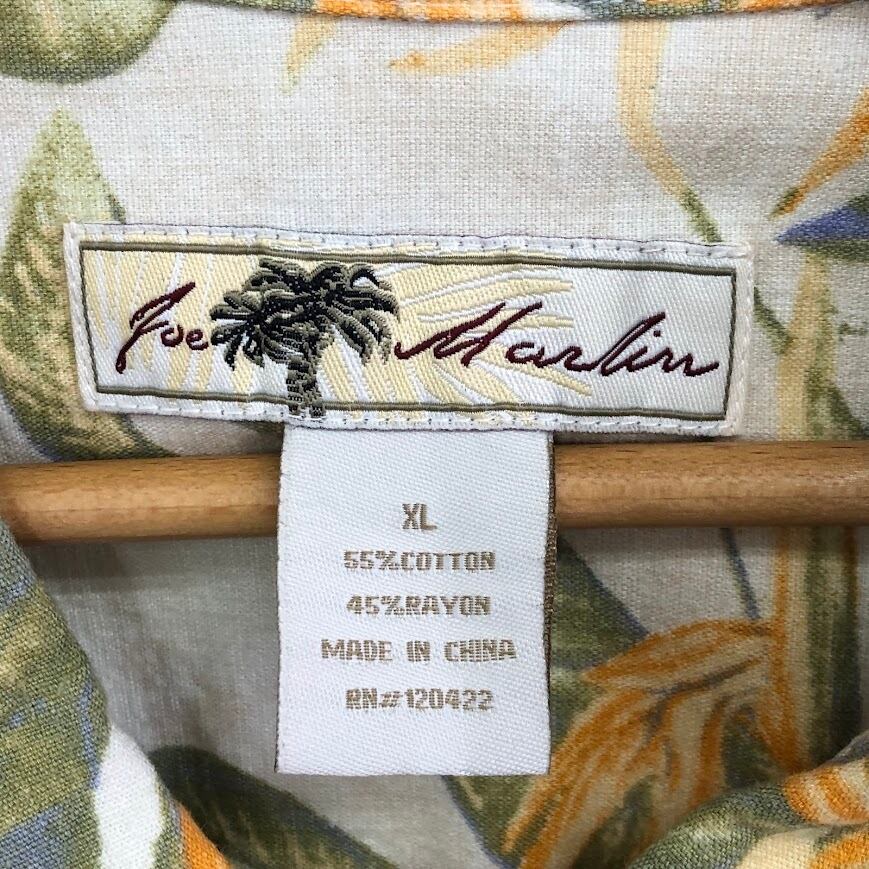 Joe Marlin
XL
55%COTTON
45%RAYON
MADE IN CHINA
RN#120422